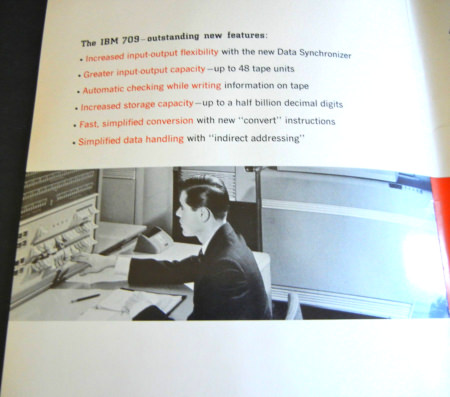 The IBM 709—outstanding new features:
• Increased input-output flexibility with the new Data Synchronizer
• Greater input-output capacity—up to 48 tape units
• Automatic checking while writing information on tape
• Increased storage capacity—up to a half billion decimal digits
• Fast, simplified conversion with new "convert" instructions
• Simplified data handling with "indirect addressing"